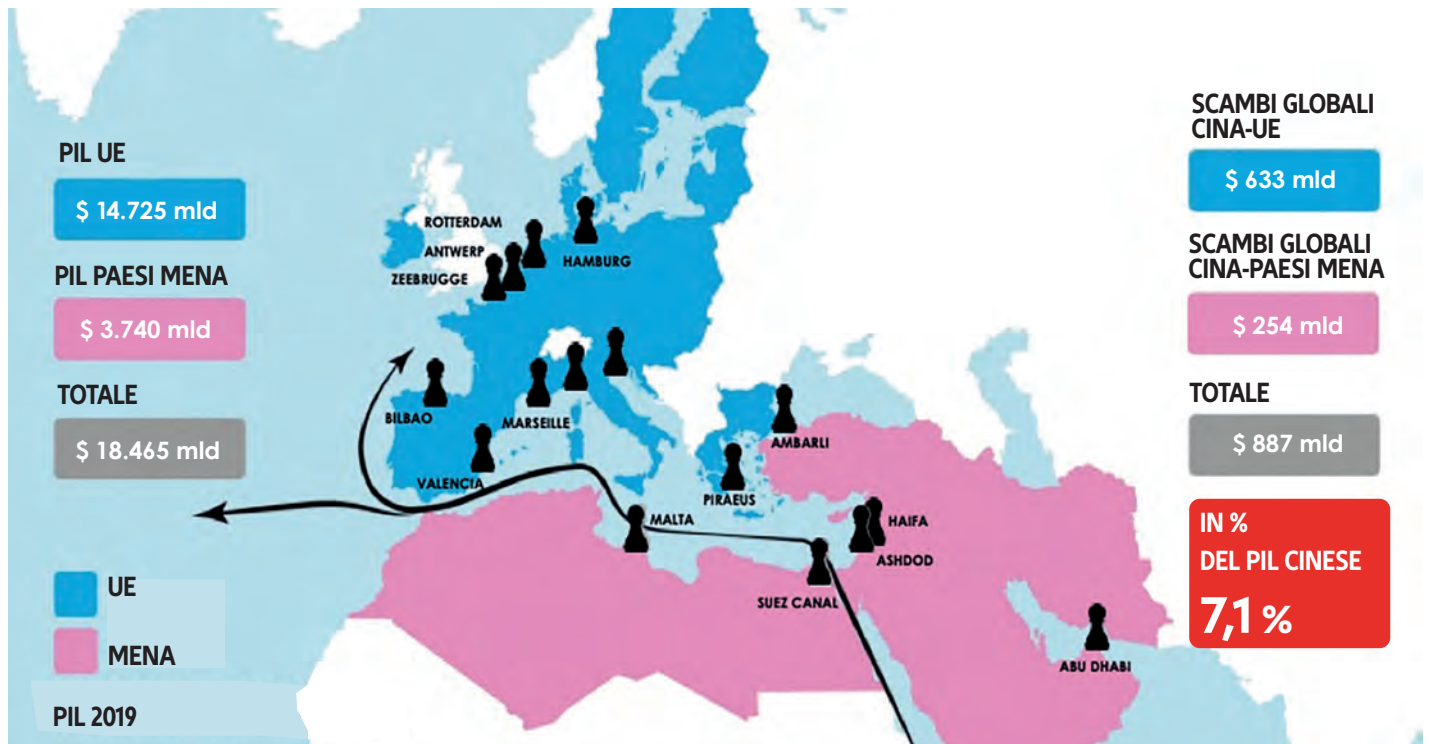 PIL UE
$ 14.725 mld
PIL PAESI MENA
$ 3.740 mld
TOTALE
$ 18.465 mld
UE
MENA
PIL 2019
ROTTERDAM
ANTWERP
ZEEBRUGGE
HAMBURG
BILBAO
MARSEILLE
VALENCIA
AMBARLI
PIRAEUS
MALTA
HAIFA
ASHDOD
SUEZ CANAL
ABU DHABI
SCAMBI GLOBALI
CINA-UE
$ 633 mld
SCAMBI GLOBALI
CINA-PAESI MENA
$ 254 mld
TOTALE
$ 887 mld
IN %
DEL PIL CINESE
7,1 %